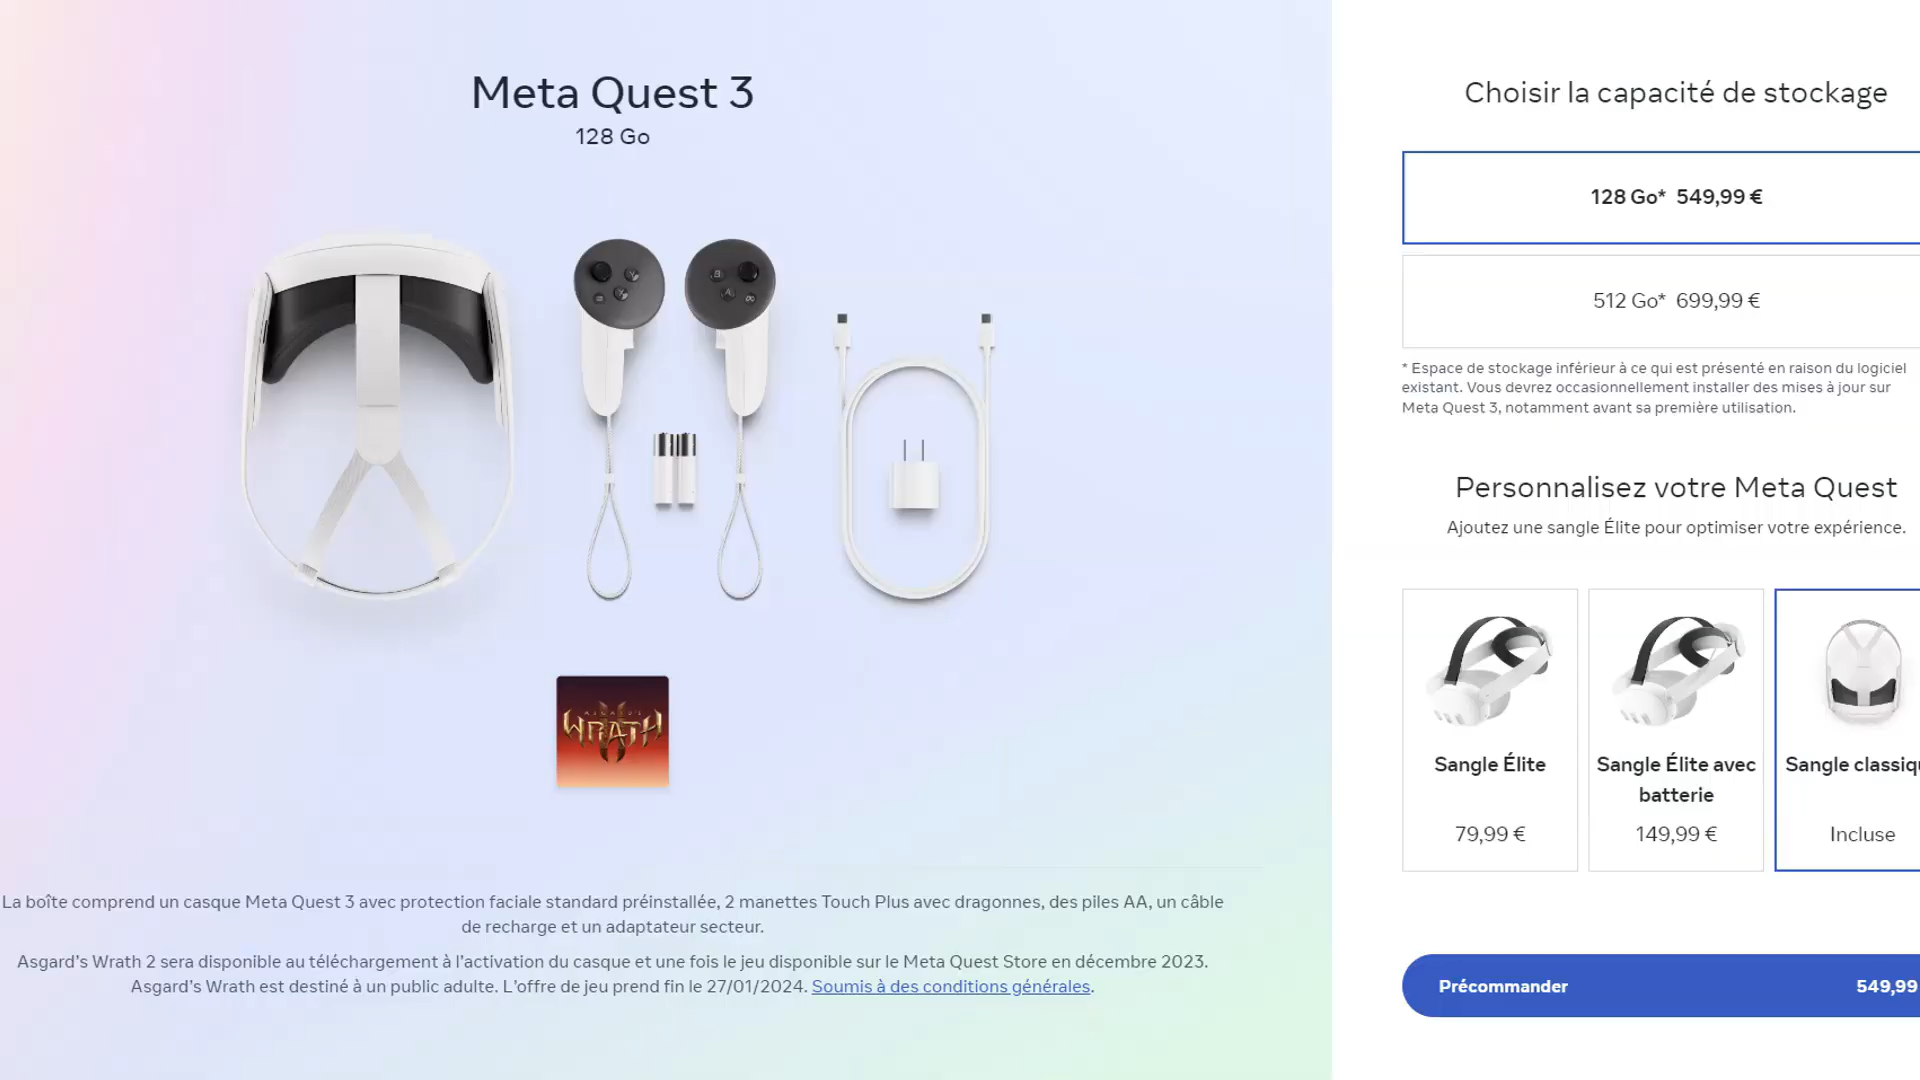 Meta Quest 3
128 Go
ASGARD'S
WRATH
Y
X
B
A
La boîte comprend un casque Meta Quest 3 avec protection faciale standard préinstallée, 2 manettes Touch Plus avec dragonnes, des piles AA, un câble
de recharge et un adaptateur secteur.
Asgard’s Wrath 2 sera disponible au téléchargement à l’activation du casque et une fois le jeu disponible sur le Meta Quest Store en décembre 2023.
Asgard’s Wrath est destiné à un public adulte. L’offre de jeu prend fin le 27/01/2024. Soumis à des conditions générales.
Choisir la capacité de stockage
128 Go* 549,99 €
512 Go* 699,99 €
* Espace de stockage inférieur à ce qui est présenté en raison du logiciel
existant. Vous devrez occasionnellement installer des mises à jour sur
Meta Quest 3, notamment avant sa première utilisation.
Personnalisez votre Meta Quest
Ajoutez une sangle Élite pour optimiser votre expérience.
Sangle Élite
79,99 €
Sangle Élite avec
batterie
149,99 €
Sangle classiq
Incluse
Précommander 549,99